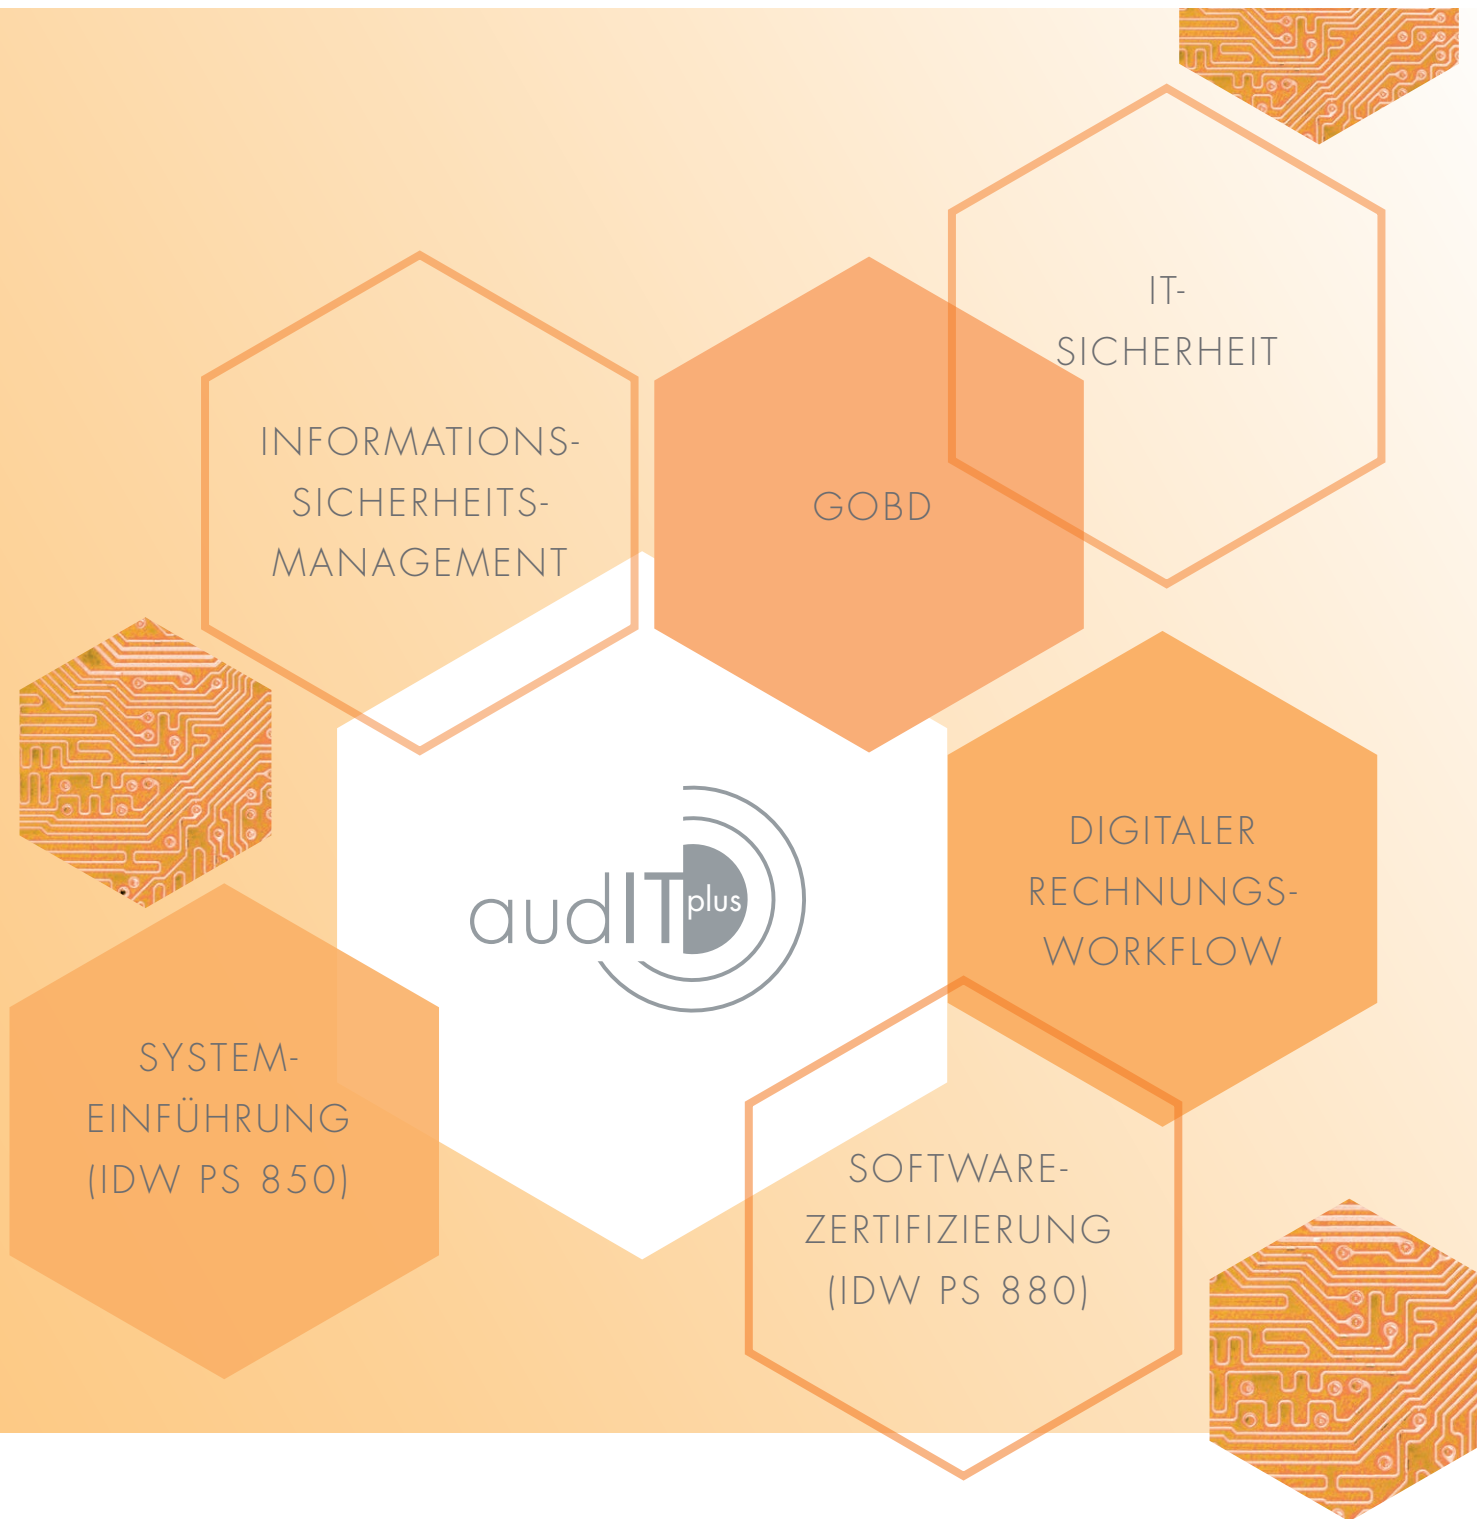 IT-
SICHERHEIT
INFORMATIONS-
SICHERHEITS-
MANAGEMENT
GOBD
DIGITALER
RECHNUNGS-
WORKFLOW
audIT plus
SYSTEM-
EINFÜHRUNG
(IDW PS 850)
SOFTWARE-
ZERTIFIZIERUNG
(IDW PS 880)